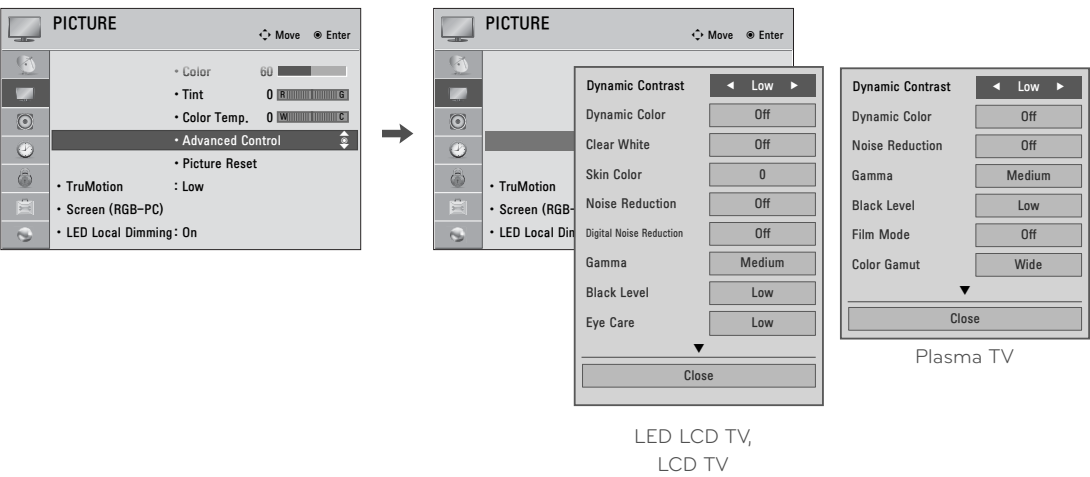 PICTURE
Move Enter
• Color 60
• Tint 0 R G
• Color Temp. 0 W C
• Advanced Control
• Picture Reset
• TruMotion : Low
• Screen (RGB-PC)
• LED Local Dimming : On
PICTURE
Move Enter
• TruMotion
• Screen (RGB-
• LED Local Din
Dynamic Contrast ◄ Low ►
Dynamic Color Off
Clear White Off
Skin Color 0
Noise Reduction Off
Digital Noise Reduction Off
Gamma Medium
Black Level Low
Eye Care Low
▼
Close
LED LCD TV,
LCD TV
Dynamic Contrast ◄ Low ►
Dynamic Color Off
Noise Reduction Off
Gamma Medium
Black Level Low
Film Mode Off
Color Gamut Wide
▼
Close
Plasma TV